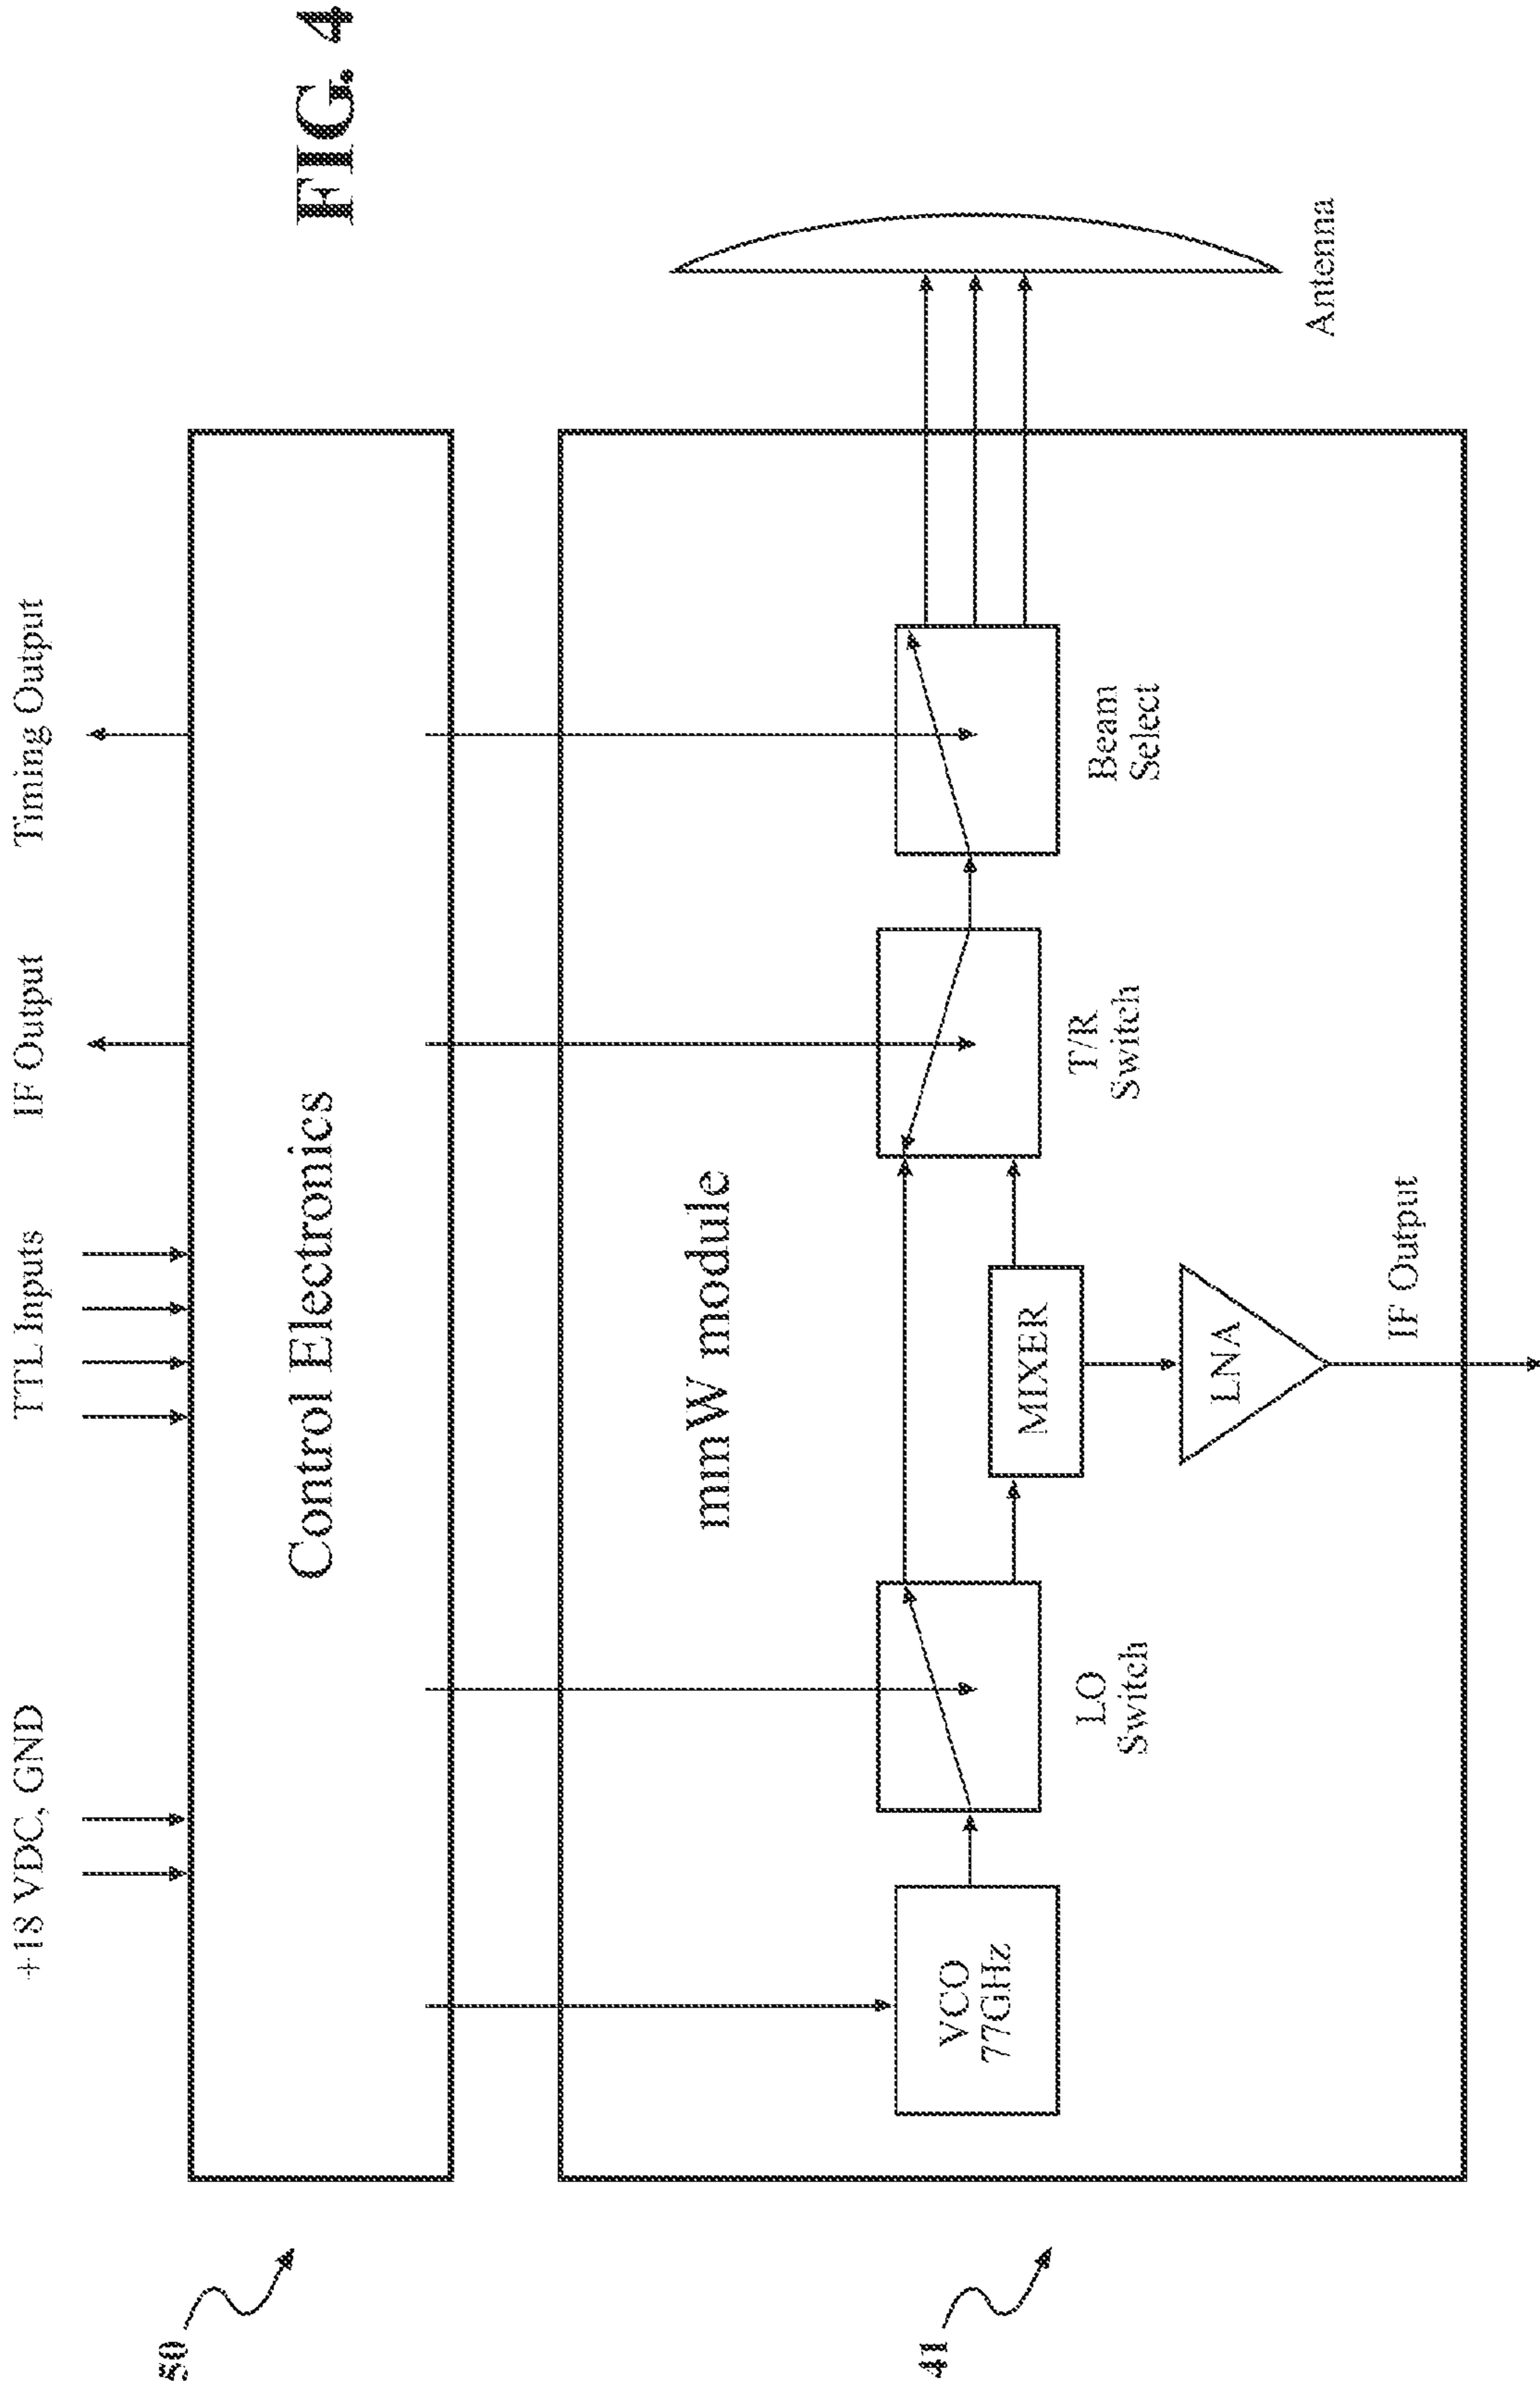 FIG. 4
+18 VDC, GND
TTL Inputs
IF Output
Timing Output
Control Electronics
50
mmW module
VCO
77GHz
LO
Switch
MIXER
LNA
T/R
Switch
Beam
Select
Antenna
IF Output
41